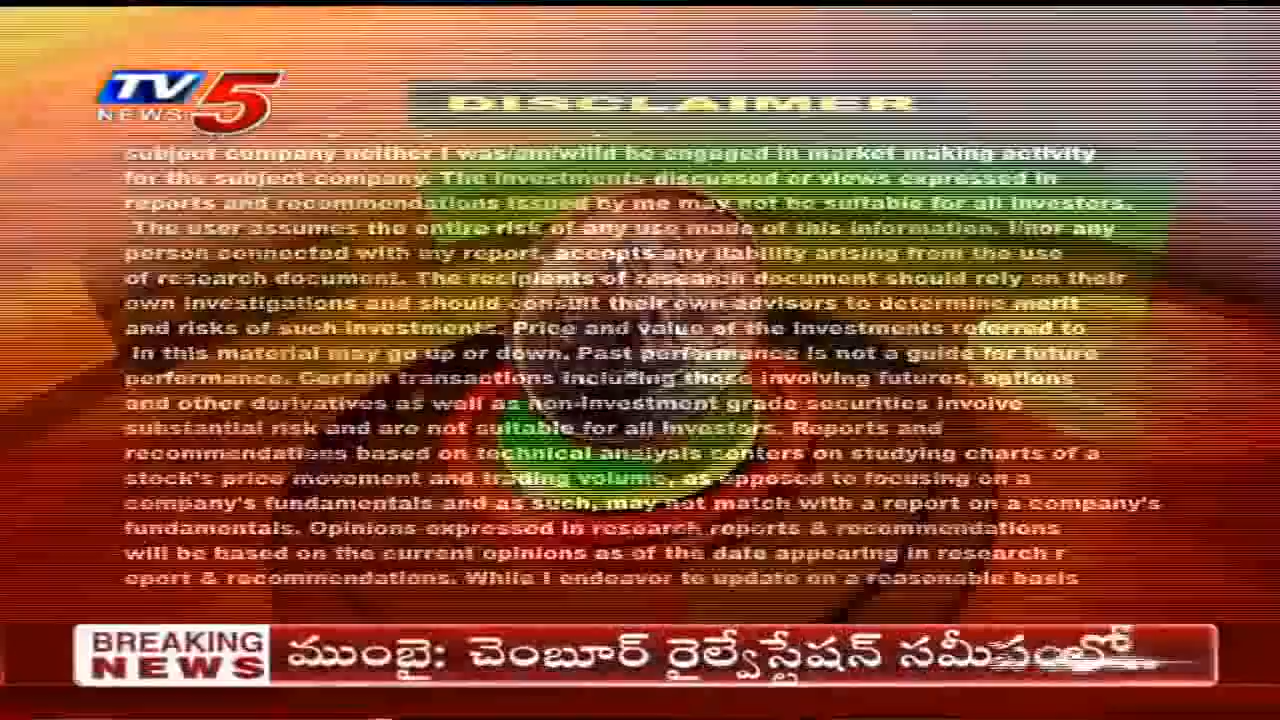 TV5
NEWS
DISCLAIMER
subject company neither I was/am/willd be engaged in market making activity
for the subject company. The investments discussed or views expressed in
reports and recommendations issued by me may not be suitable for all investors.
The user assumes the entire risk of any use made of this information. I/nor any
person connected with my report, accepts any liability arising from the use
of research document. The recipients of research document should rely on their
own investigations and should consult their own advisors to determine merit
and risks of such investments. Price and value of the investments referred to
in this material may go up or down. Past performance is not a guide for future
performance. Certain transactions including those involving futures, options
and other derivatives as well as non-investment grade securities involve
substantial risk and are not suitable for all investors. Reports and
recommendations based on technical analysis centers on studying charts of a
stock's price movement and trading volume, as opposed to focusing on a
company's fundamentals and as such, may not match with a report on a company's
fundamentals. Opinions expressed in research reports & recommendations
will be based on the current opinions as of the date appearing in research r
eport & recommendations. While I endeavor to update on a reasonable basis
BREAKING
NEWS
ముంబై: చెంబూర్ రైల్వేస్టేషన్ సమీపంలో